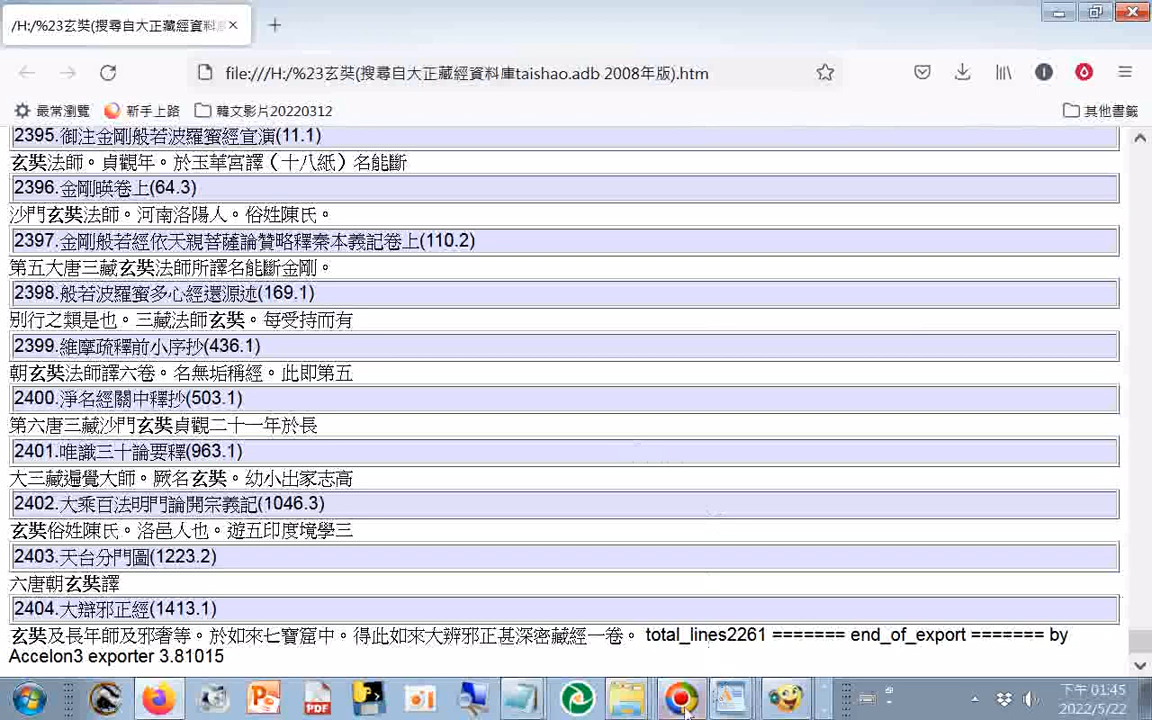 /H:/%23玄奘(搜尋自大正藏經資料
file:///H:/%23玄奘(搜尋自大正藏經資料庫taishao.adb 2008年版).htm
最常瀏覽 新手上路 韓文影片20220312 其他書籤
2395.御注金剛般若波羅蜜經宣演(11.1)
玄奘法師。貞觀年。於玉華宮譯（十八紙）名能斷
2396.金剛暎卷上(64.3)
沙門玄奘法師。河南洛陽人。俗姓陳氏。
2397.金剛般若經依天親菩薩論贊略釋秦本義記卷上(110.2)
第五大唐三藏玄奘法師所譯名能斷金剛。
2398.般若波羅蜜多心經還源述(169.1)
別行之類是也。三藏法師玄奘。每受持而有
2399.維摩疏釋前小序抄(436.1)
朝玄奘法師譯六卷。名無垢稱經。此即第五
2400.淨名經關中釋抄(503.1)
第六唐三藏沙門玄奘貞觀二十一年於長
2401.唯識三十論要釋(963.1)
大三藏遍覺大師。厥名玄奘。幼小出家志高
2402.大乘百法明門論開宗義記(1046.3)
玄奘俗姓陳氏。洛邑人也。遊五印度境學三
2403.天台分門圖(1223.2)
六唐朝玄奘譯
2404.大辯邪正經(1413.1)
玄奘及長年師及邪奢等。於如來七寶窟中。得此如來大辨邪正甚深密藏經一卷。 total_lines2261 ======= end_of_export ======= by
Accelon3 exporter 3.81015
下午 01:45
2022/5/22